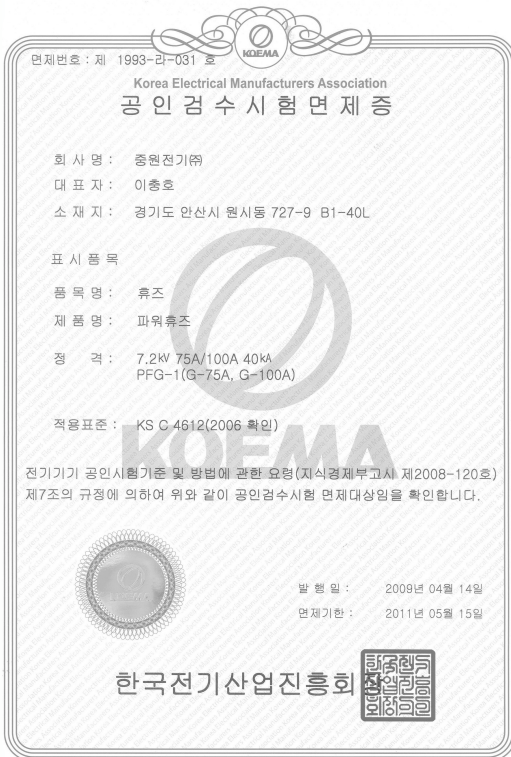 KOEMA
면제번호 : 제 1993-라-031 호
Korea Electrical Manufacturers Association
공인검수시험면제증
회 사 명 : 중원전기㈜
대 표 자 : 이충호
소 재 지 : 경기도 안산시 원시동 727-9 B1-40L
표 시 품 목
품 목 명 : 휴즈
제 품 명 : 파워휴즈
정 격 : 7.2kV 75A/100A 40kA
PFG-1(G-75A, G-100A)
적용표준 : KS C 4612(2006 확인)
KOEMA
전기기기 공인시험기준 및 방법에 관한 요령(지식경제부고시 제2008-120호)
제7조의 규정에 의하여 위와 같이 공인검수시험 면제대상임을 확인합니다.
발 행 일 : 2009년 04월 14일
면제기한 : 2011년 05월 15일
한국전기산업진흥회장